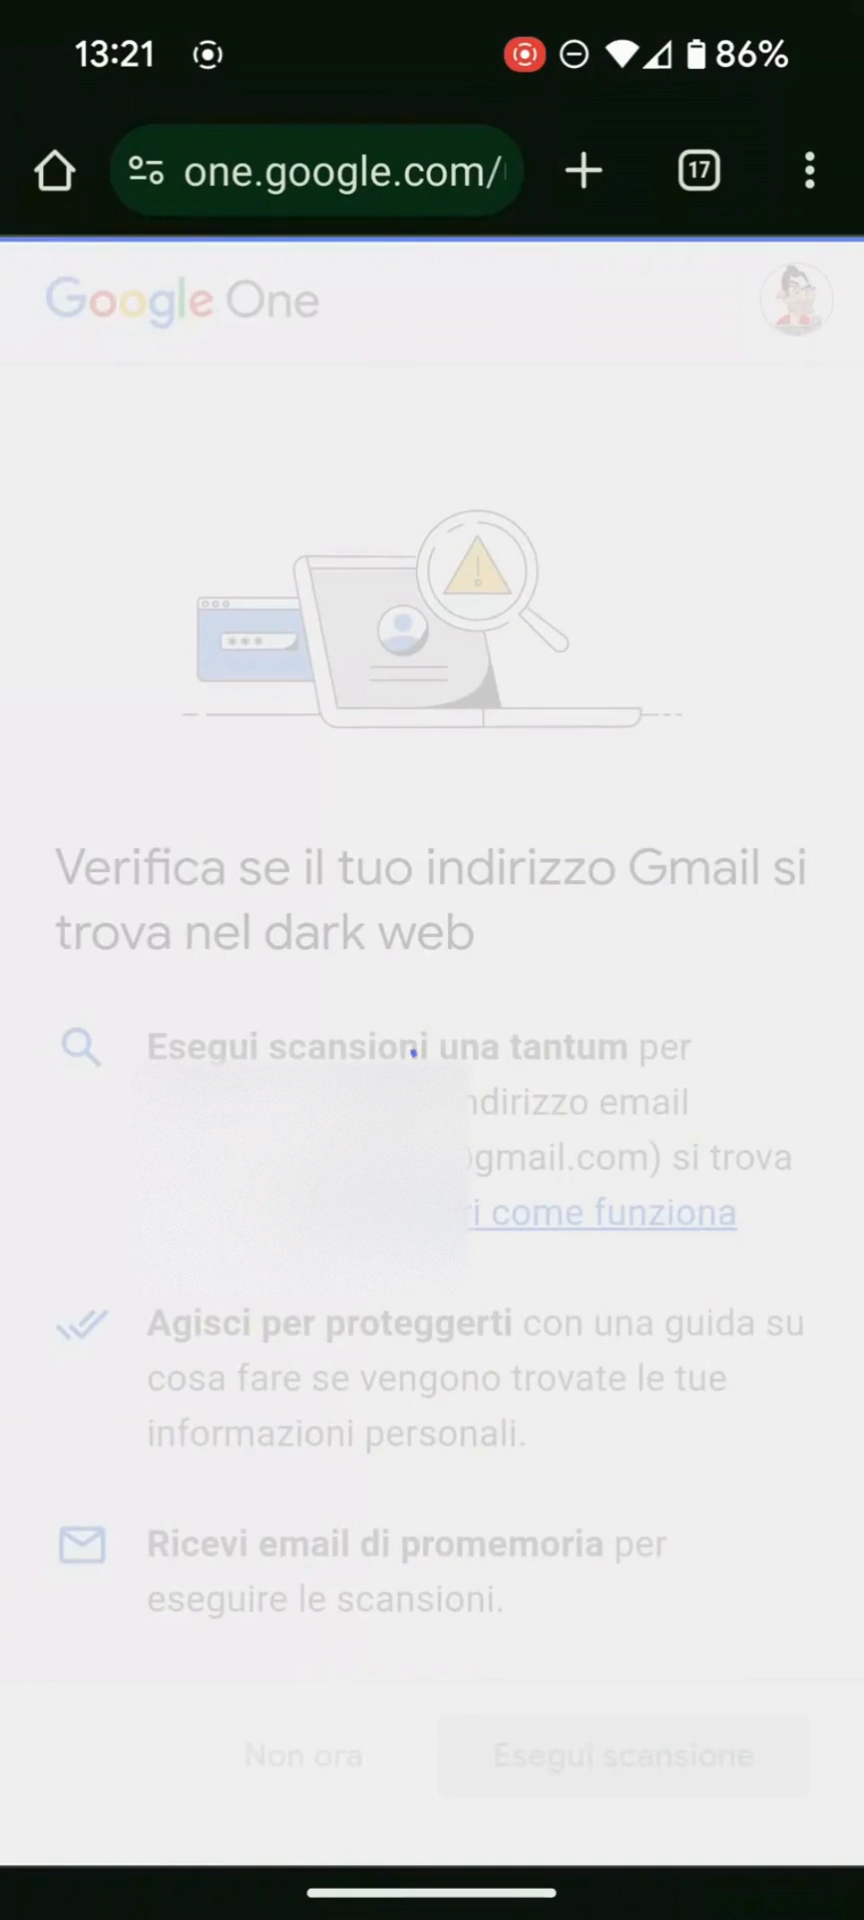 13:21
86%
one.google.com/
17
Google One
Verifica se il tuo indirizzo Gmail si
trova nel dark web
Esegui scansioni una tantum per
ndirizzo email
gmail.com) si trova
ri come funziona
Agisci per proteggerti con una guida su
cosa fare se vengono trovate le tue
informazioni personali.
Ricevi email di promemoria per
eseguire le scansioni.
Non ora
Esegui scansione